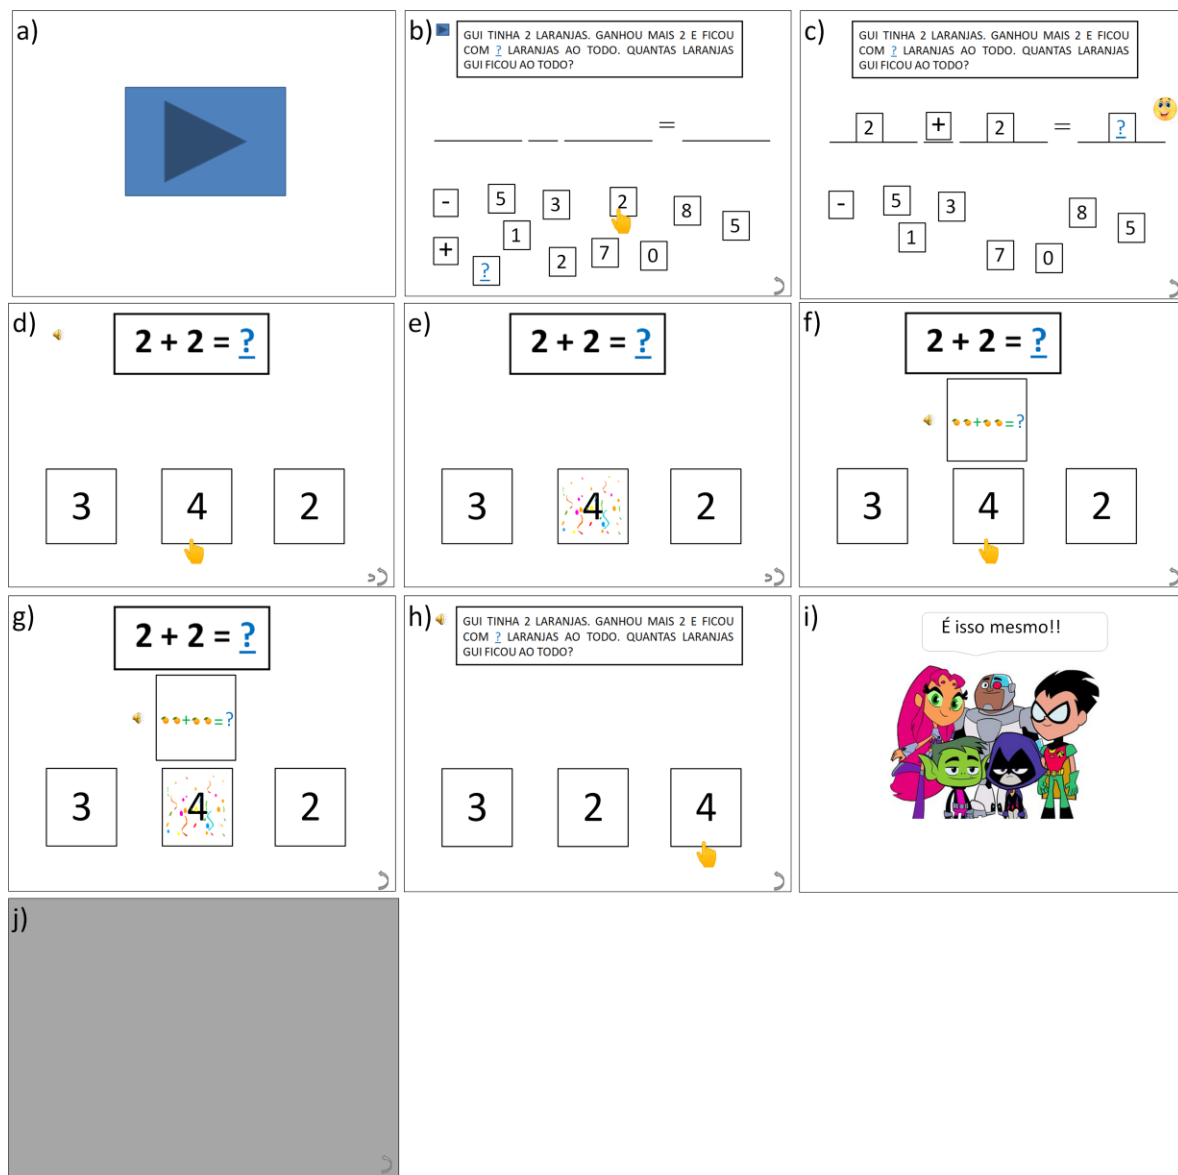 a)
b)
GUI TINHA 2 LARANJAS. GANHOU MAIS 2 E FICOU
COM ? LARANJAS AO TODO. QUANTAS LARANJAS
GUI FICOU AO TODO?
=
- 5 3 2 8 5
+ ? 1 2 7 0
c)
GUI TINHA 2 LARANJAS. GANHOU MAIS 2 E FICOU
COM ? LARANJAS AO TODO. QUANTAS LARANJAS
GUI FICOU AO TODO?
2 + 2 = ?
- 5 3 8 5
1 7 0
d)
2 + 2 = ?
3 4 2
e)
2 + 2 = ?
3 4 2
f)
2 + 2 = ?
+ = ?
3 4 2
g)
2 + 2 = ?
+ = ?
3 4 2
h)
GUI TINHA 2 LARANJAS. GANHOU MAIS 2 E FICOU
COM ? LARANJAS AO TODO. QUANTAS LARANJAS
GUI FICOU AO TODO?
3 2 4
i)
É isso mesmo!!
j)